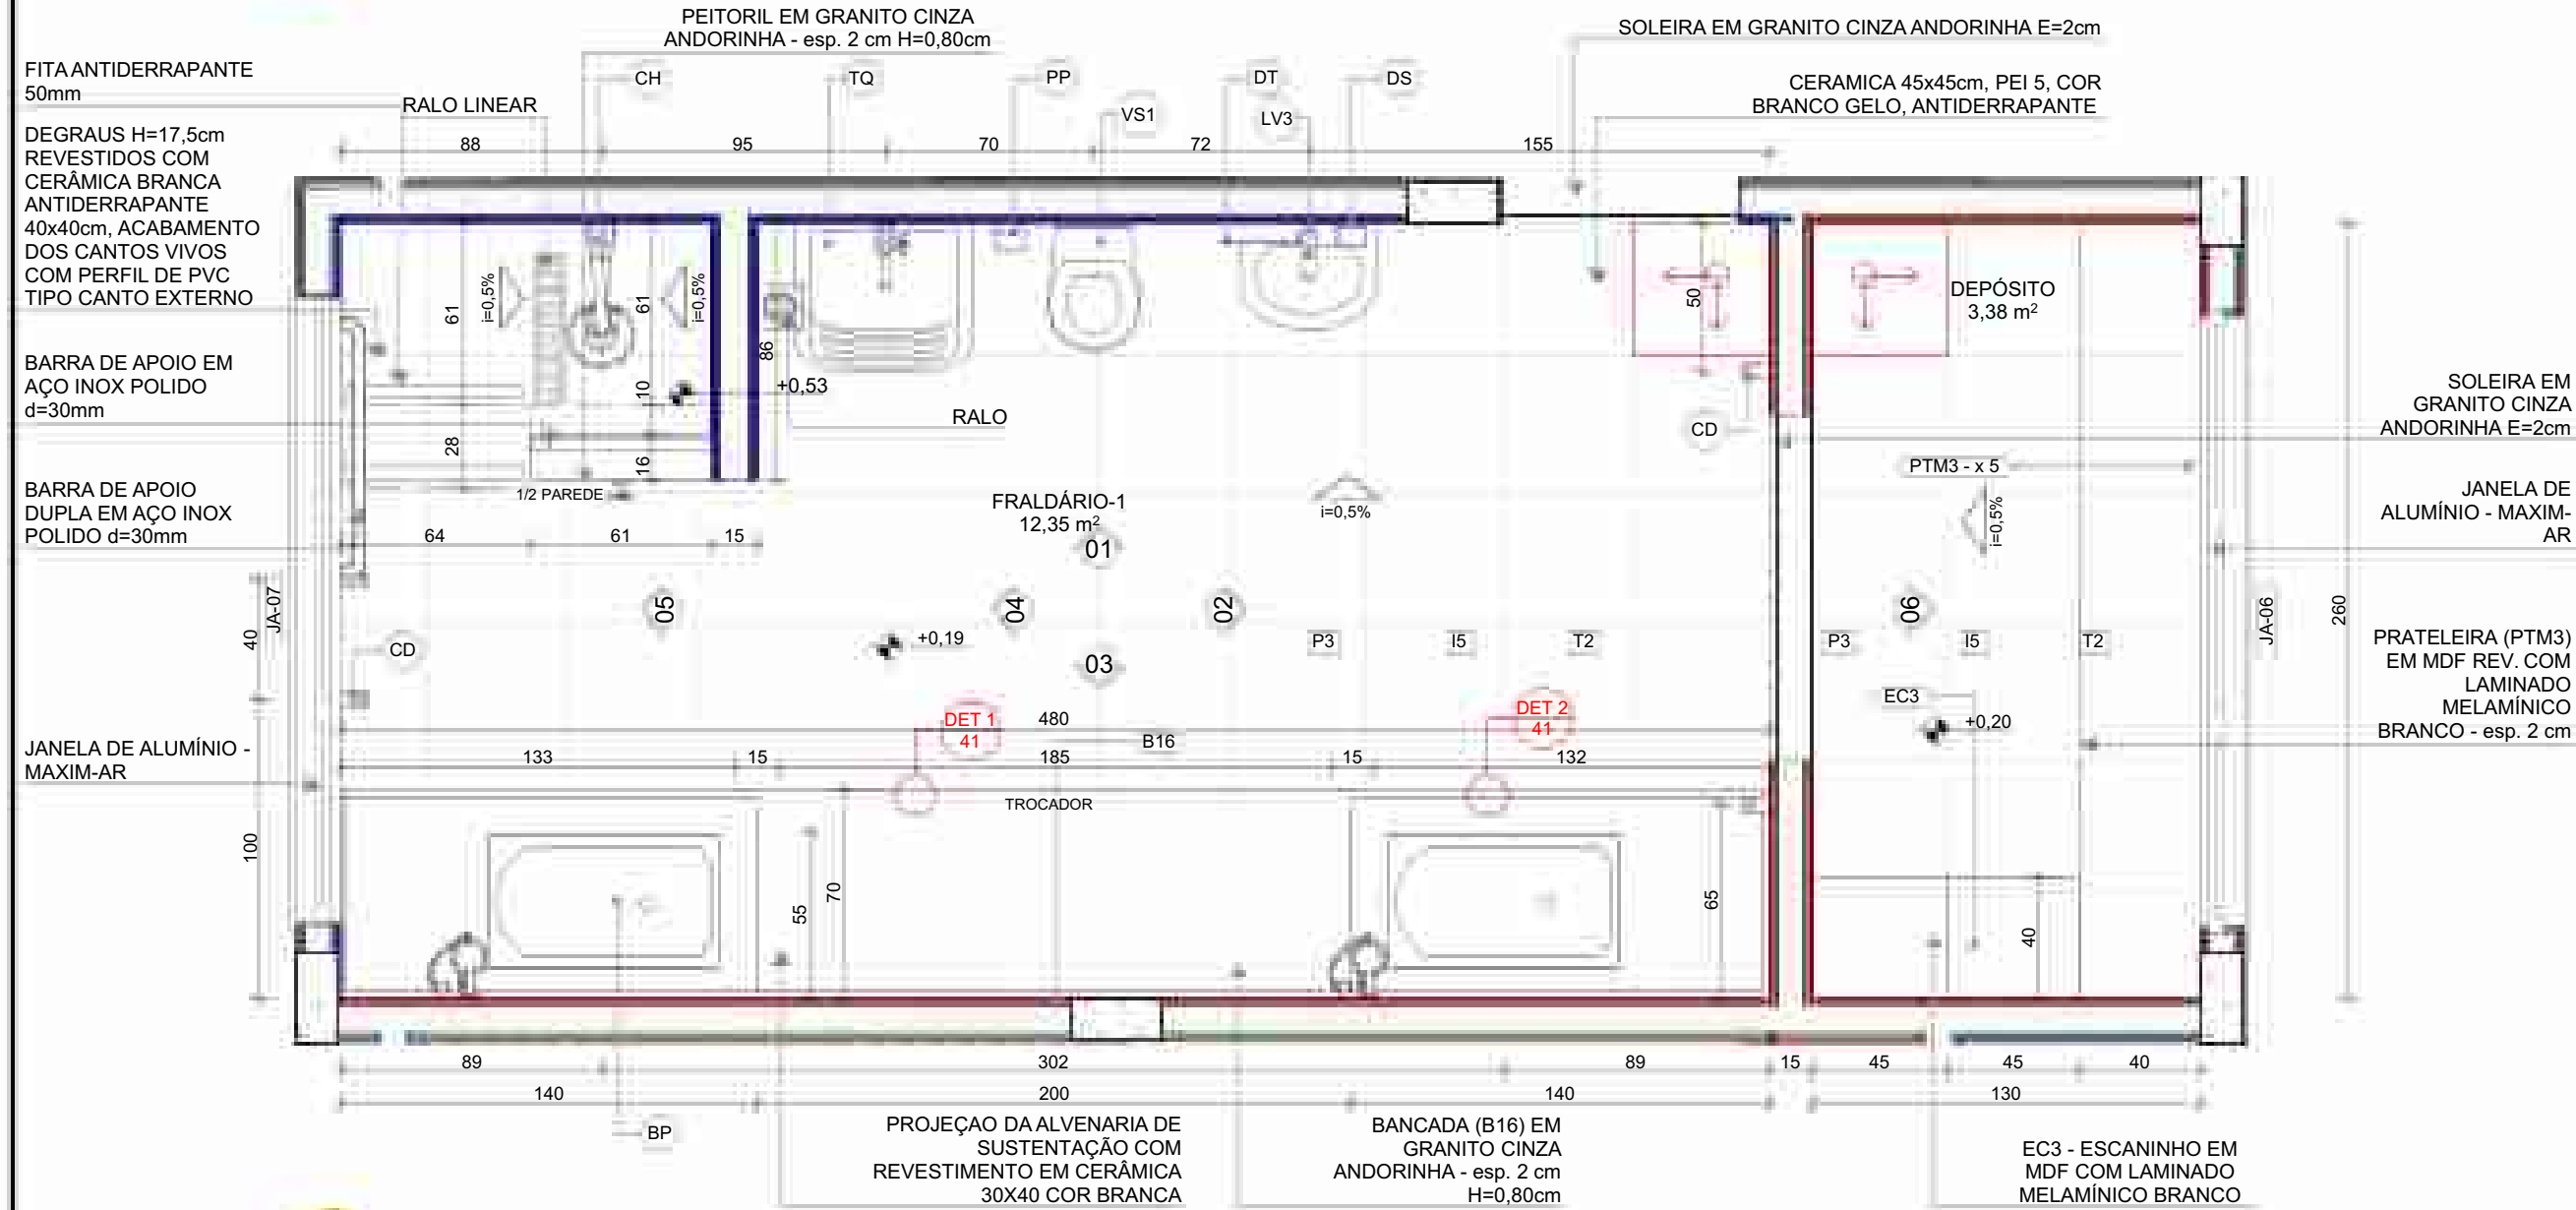 PEITORIL EM GRANITO CINZA
ANDORINHA - esp. 2 cm H=0,80cm
SOLEIRA EM GRANITO CINZA ANDORINHA E=2cm
CERAMICA 45x45cm, PEI 5, COR
BRANCO GELO, ANTIDERRAPANTE
FITA ANTIDERRAPANTE
50mm
RALO LINEAR
CH
TQ
PP
VS1
DT
LV3
DS
DEGRAUS H=17,5cm
REVESTIDOS COM
CERÂMICA BRANCA
ANTIDERRAPANTE
40x40cm, ACABAMENTO
DOS CANTOS VIVOS
COM PERFIL DE PVC
TIPO CANTO EXTERNO
88
95
70
72
155
BARRA DE APOIO EM
AÇO INOX POLIDO
d=30mm
BARRA DE APOIO
DUPLA EM AÇO INOX
POLIDO d=30mm
61
i=0,5%
61
i=0,5%
86
10
28
16
+0,53
RALO
50
CD
DEPÓSITO
3,38 m²
SOLEIRA EM
GRANITO CINZA
ANDORINHA E=2cm
PTM3 - x 5
JANELA DE
ALUMÍNIO - MAXIM-
AR
1/2 PAREDE
64
61
15
FRALDÁRIO-1
12,35 m²
i=0,5%
i=0,5%
01
05
04
02
03
06
JA-07
40
CD
+0,19
P3
I5
T2
P3
I5
T2
JA-06
260
EC3
+0,20
PRATELEIRA (PTM3)
EM MDF REV. COM
LAMINADO
MELAMÍNICO
BRANCO - esp. 2 cm
JANELA DE ALUMÍNIO -
MAXIM-AR
DET 1
41
480
B16
DET 2
41
133
15
185
15
132
TROCADOR
100
55
70
65
40
89
302
89
15
45
45
40
140
200
140
130
BP
PROJEÇAO DA ALVENARIA DE
SUSTENTAÇÃO COM
REVESTIMENTO EM CERÂMICA
30X40 COR BRANCA
BANCADA (B16) EM
GRANITO CINZA
ANDORINHA - esp. 2 cm
H=0,80cm
EC3 - ESCANINHO EM
MDF COM LAMINADO
MELAMÍNICO BRANCO